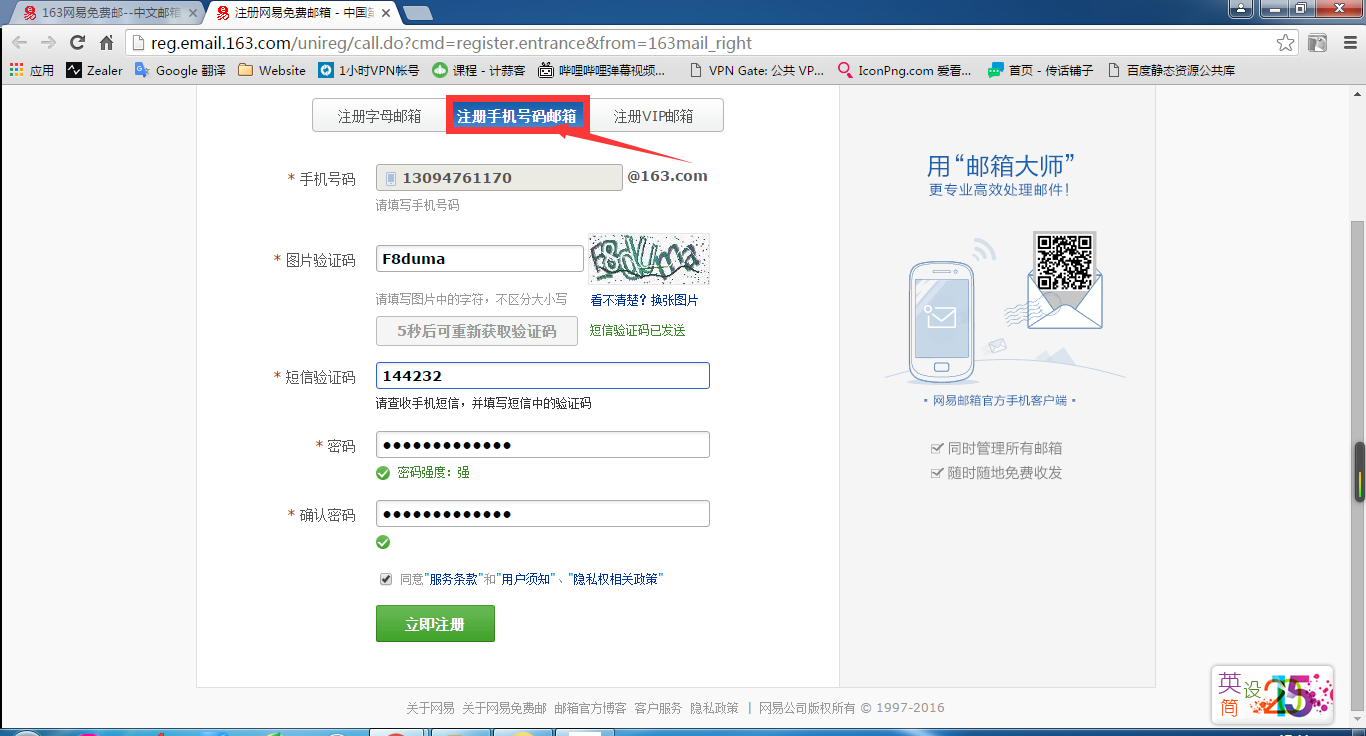 163网易免费邮--中文邮箱
注册网易免费邮箱 - 中国
reg.email.163.com/unireg/call.do?cmd=register.entrance&from=163mail_right
应用 Zealer Google 翻译 Website 1小时VPN帐号 课程 - 计蒜客 哔哩哔哩弹幕视频... VPN Gate: 公共 VP... IconPng.com 爱看... 首页 - 传话铺子 百度静态资源公共库
注册字母邮箱 注册手机号码邮箱 注册VIP邮箱
* 手机号码 13094761170 @163.com
请填写手机号码
* 图片验证码 F8duma F8dUma
请填写图片中的字符，不区分大小写 看不清楚？换张图片
5秒后可重新获取验证码 短信验证码已发送
* 短信验证码 144232
请查收手机短信，并填写短信中的验证码
* 密码 •••••••••••••
密码强度：强
* 确认密码 •••••••••••••
同意"服务条款"和"用户须知"、"隐私权相关政策"
立即注册
用“邮箱大师”
更专业高效处理邮件！
• 网易邮箱官方手机客户端 •
同时管理所有邮箱
随时随地免费收发
英 设 简 25
关于网易 关于网易免费邮 邮箱官方博客 客户服务 隐私政策 | 网易公司版权所有 © 1997-2016